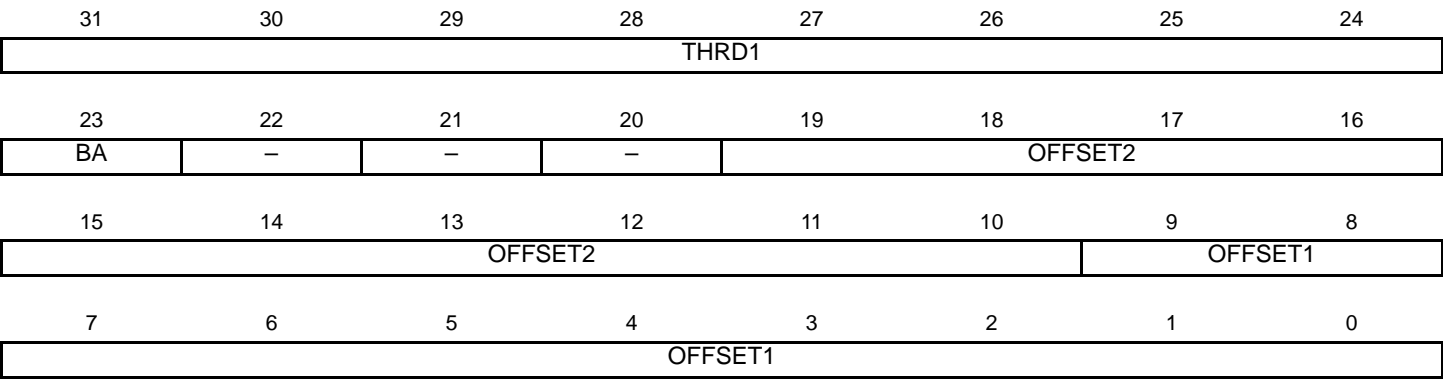 31 30 29 28 27 26 25 24
THRD1
23 22 21 20 19 18 17 16
BA – – – OFFSET2
15 14 13 12 11 10 9 8
OFFSET2 OFFSET1
7 6 5 4 3 2 1 0
OFFSET1